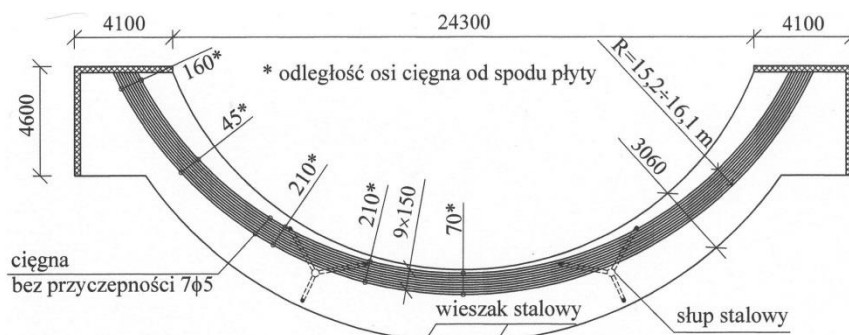 4100
24300
4100
160*
* odległość osi cięgna od spodu płyty
R=15,2÷16,1 m
4600
45*
3060
210*
210*
9×150
70*
cięgna
bez przyczepności 7ϕ5
wieszak stalowy
słup stalowy